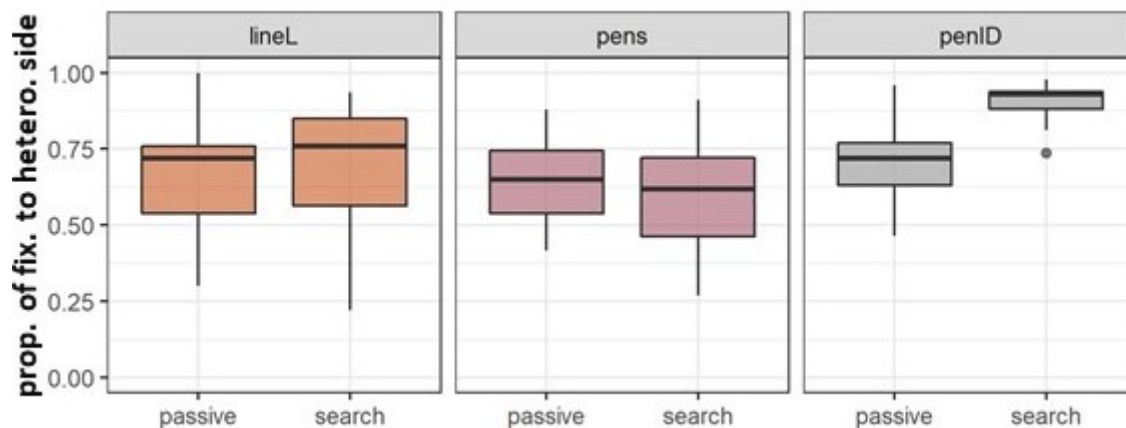 prop. of fix. to hetero. side
lineL
pens
penID
1.00
0.75
0.50
0.25
0.00
passive
search
passive
search
passive
search